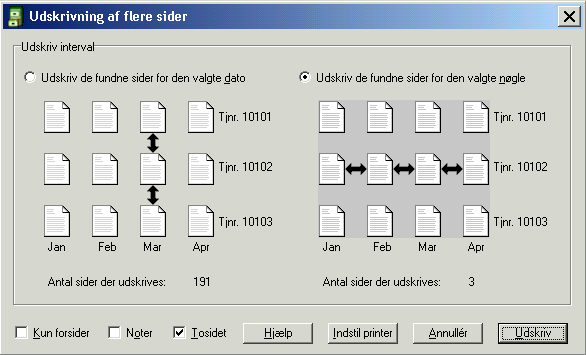 Udskrivning af flere sider
Udskriv interval
Udskriv de fundne sider for den valgte dato
Udskriv de fundne sider for den valgte nøgle
Tjnr. 10101
Tjnr. 10102
Tjnr. 10103
Jan Feb Mar Apr
Tjnr. 10101
Tjnr. 10102
Tjnr. 10103
Jan Feb Mar Apr
Antal sider der udskrives: 191
Antal sider der udskrives: 3
Kun forsider Noter Tosidet Hjælp Indstil printer Annullér Udskriv